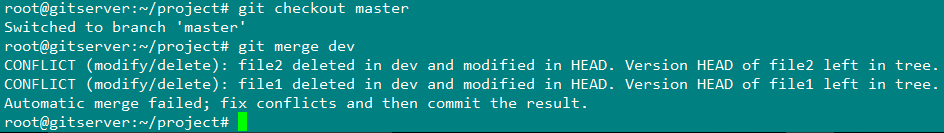 root@gitserver:~/project# git checkout master
Switched to branch 'master'
root@gitserver:~/project# git merge dev
CONFLICT (modify/delete): file2 deleted in dev and modified in HEAD. Version HEAD of file2 left in tree.
CONFLICT (modify/delete): file1 deleted in dev and modified in HEAD. Version HEAD of file1 left in tree.
Automatic merge failed; fix conflicts and then commit the result.
root@gitserver:~/project#